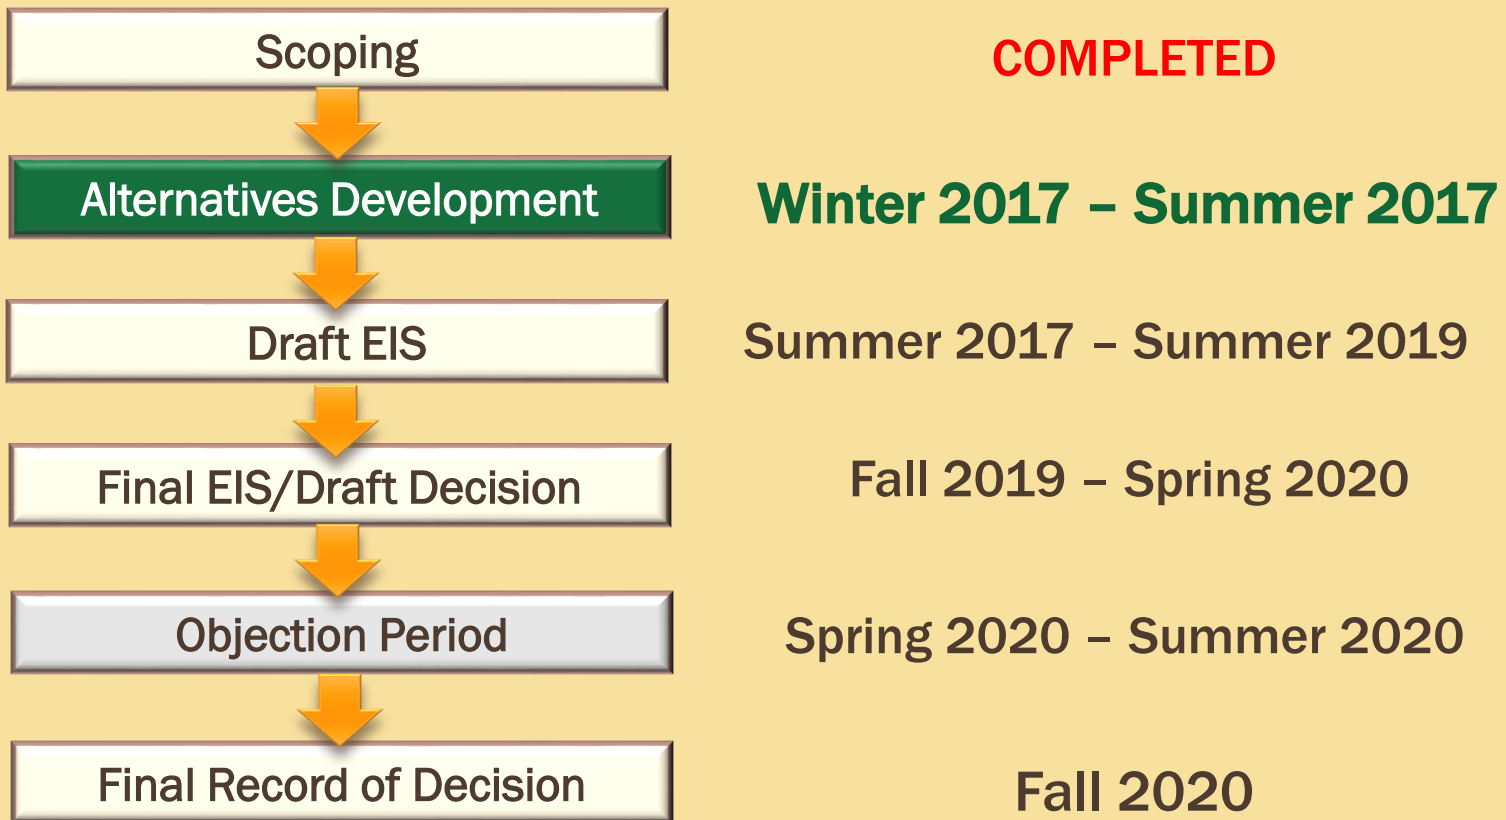 Scoping
COMPLETED
Alternatives Development
Winter 2017 – Summer 2017
Draft EIS
Summer 2017 – Summer 2019
Final EIS/Draft Decision
Fall 2019 – Spring 2020
Objection Period
Spring 2020 – Summer 2020
Final Record of Decision
Fall 2020